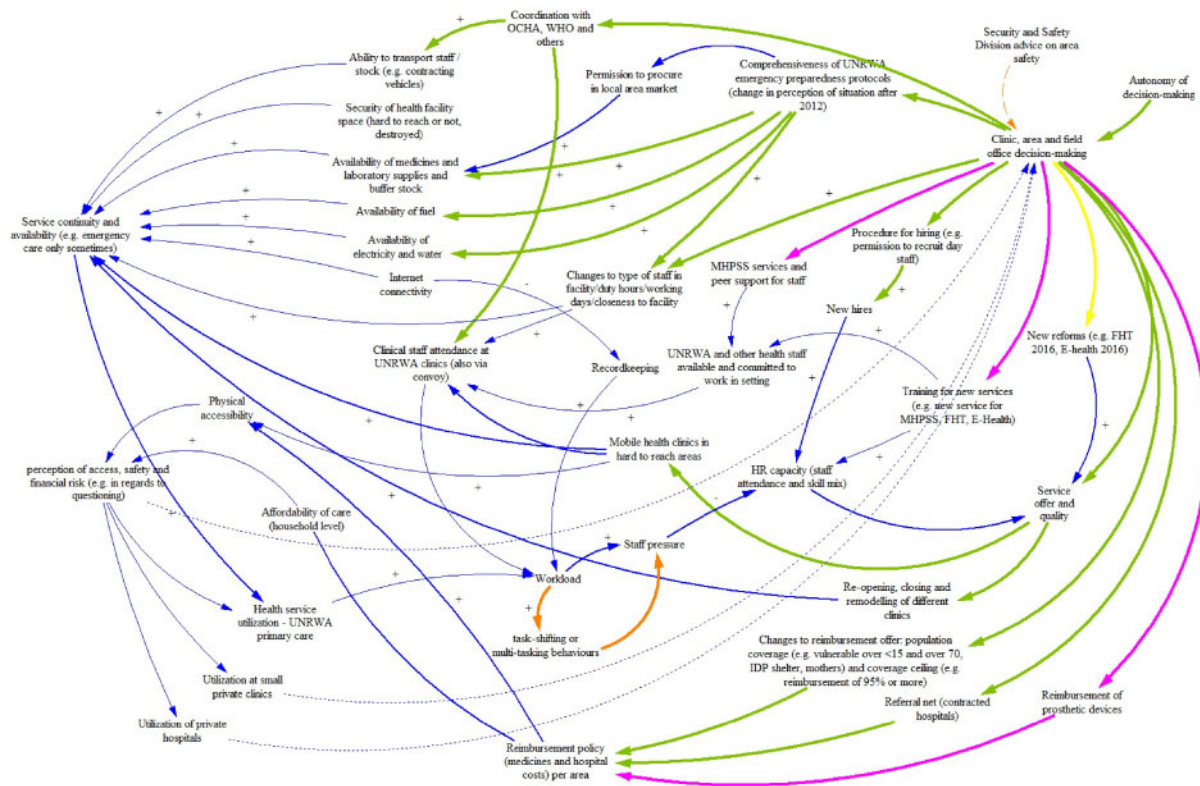 Coordination with
OCHA, WHO and
others
Security and Safety
Division advice on area
safety
Ability to transport staff /
stock (e.g. contracting
vehicles)
Permission to procure
in local area market
Comprehensiveness of UNRWA
emergency preparedness protocols
(change in perception of situation after
2012)
Autonomy
of decision-making
Security of health facility
space (hard to reach or not,
destroyed)
Clinic, area and field
office decision-making
Availability of medicines and
laboratory supplies and
buffer stock
Service continuity and
availability (e.g. emergency
care only sometimes)
Availability of fuel
Availability of
electricity and water
Procedure for hiring (e.g.
permission to recruit day
staff)
Internet
connectivity
Changes to type of staff in
facility/duty hours/working
days/closeness to facility
MHPSS services and
peer support for staff
New hires
New reforms (e.g. FHT
2016, E-health 2016)
Clinical staff attendance at
UNRWA clinics (also via
convoy)
Recordkeeping
UNRWA and other health staff
available and committed to
work in setting
Training for new services
(e.g. new service for
MHPSS, FHT, E-Health)
Physical
accessibility
Mobile health clinics in
hard to reach areas
HR capacity (staff
attendance and skill mix)
perception of access, safety and
financial risk (e.g. in regards to
questioning)
Affordability of care
(household level)
Service
offer and
quality
Staff pressure
Workload
Re-opening, closing and
remodelling of different
clinics
Health service
utilization - UNRWA
primary care
task-shifting or
multi-tasking behaviours
Changes to reimbursement offer: population
coverage (e.g. vulnerable over <15 and over 70,
IDP shelter, mothers) and coverage ceiling (e.g.
reimbursement of 95% or more)
Utilization at small
private clinics
Referral net (contracted
hospitals)
Reimbursement of
prosthetic devices
Utilization of private
hospitals
Reimbursement policy
(medicines and hospital
costs) per area